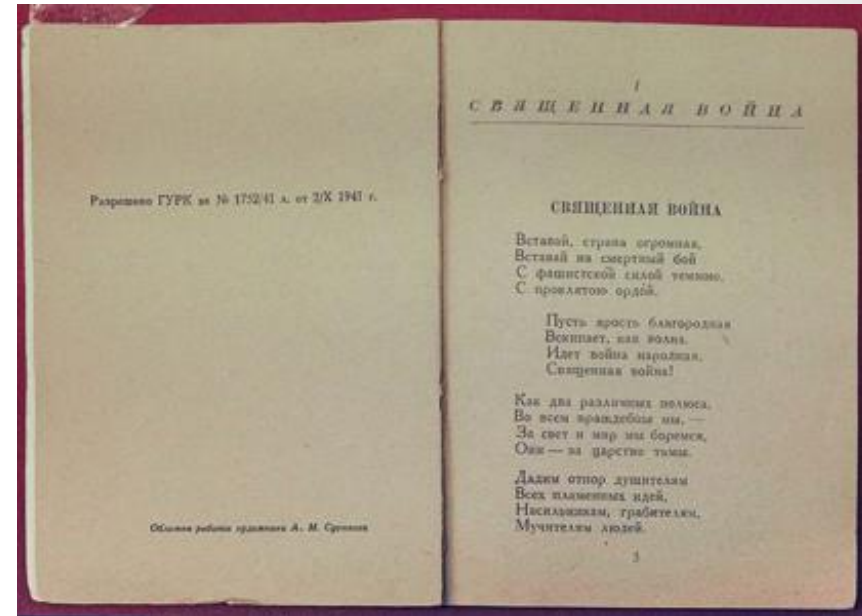 Разрешено ГУРК за № 1752/41 л. от 2/X 1941 г.
Обложка работы художника А. М.
I
СВЯЩЕННАЯ ВОЙНА
СВЯЩЕННАЯ ВОЙНА
Вставай, страна огромная,
Вставай на смертный бой
С фашистской силой темною,
С проклятою ордой.
Пусть ярость благородная
Вскипает, как волна.
Идет война народная,
Священная война!
Как два различных полюса,
Во всем враждебны мы, —
За свет и мир мы боремся,
Они — за царство тьмы.
Дадим отпор душителям
Всех пламенных идей,
Насильникам, грабителям,
Мучителям людей.
3